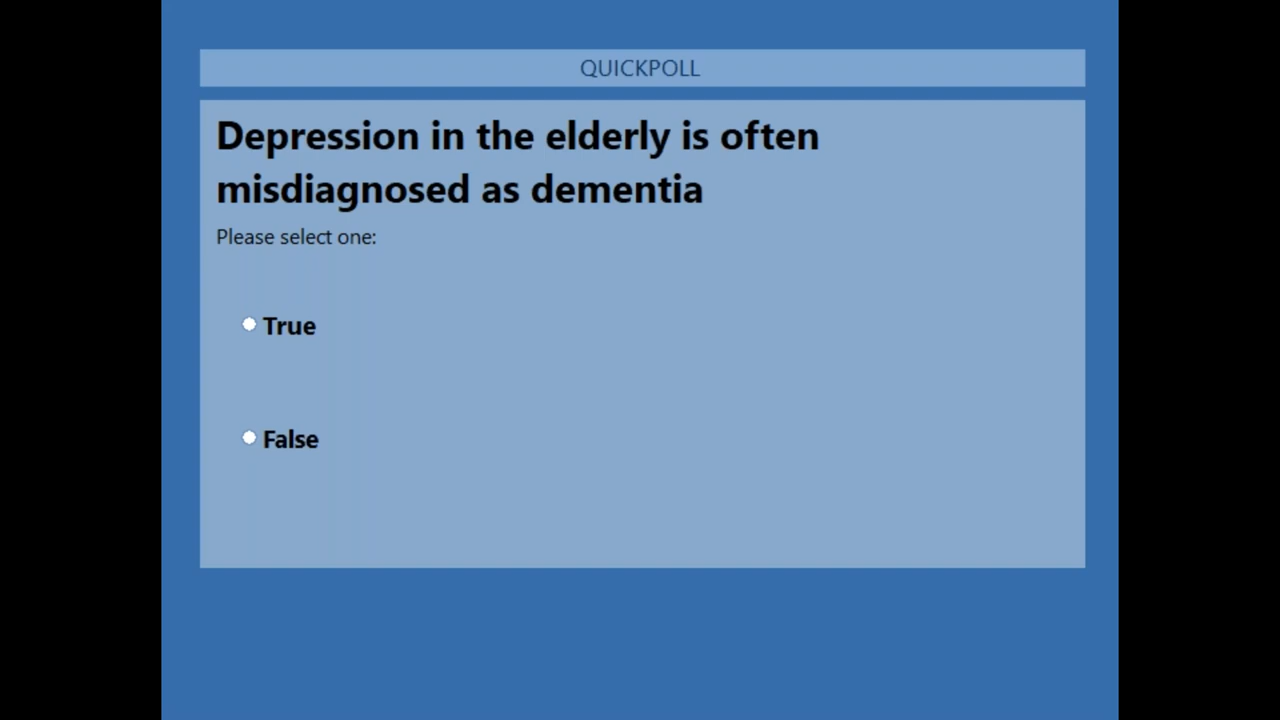 QUICKPOLL
Depression in the elderly is often
misdiagnosed as dementia
Please select one:
True
False